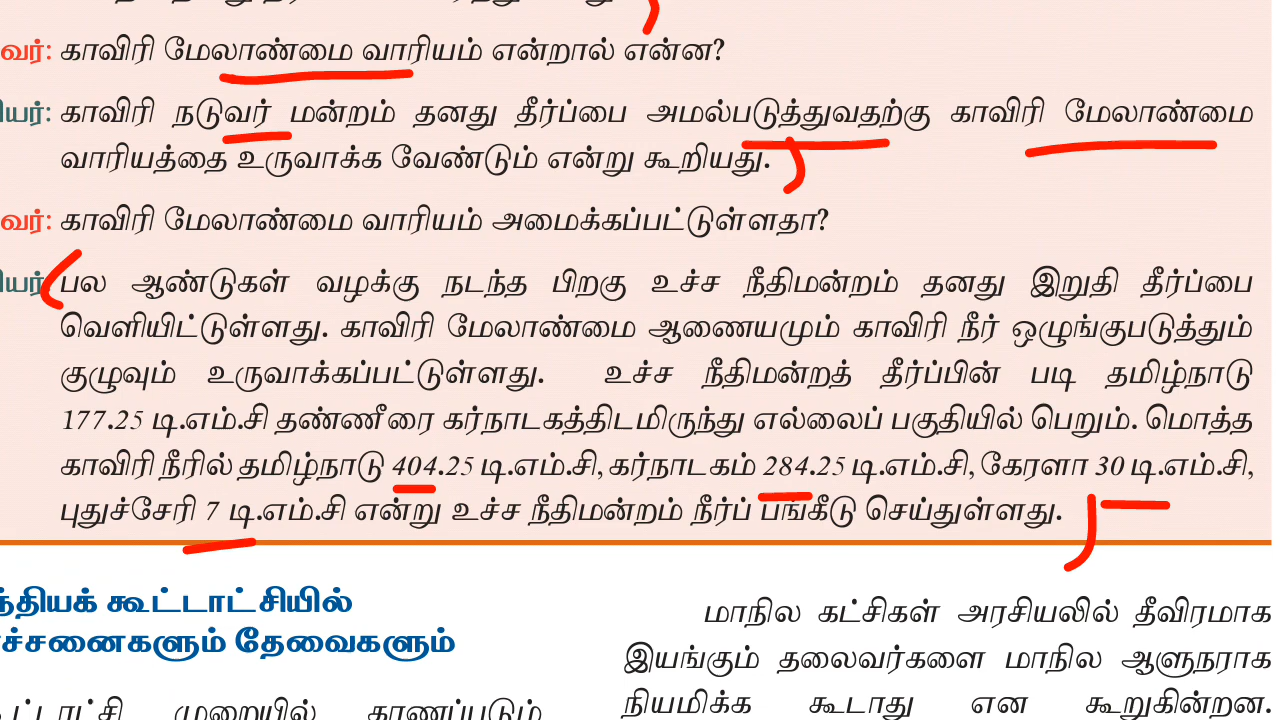 வர்: காவிரி மேலாண்மை வாரியம் என்றால் என்ன?
யர்: காவிரி நடுவர் மன்றம் தனது தீர்ப்பை அமல்படுத்துவதற்கு காவிரி மேலாண்மை
வாரியத்தை உருவாக்க வேண்டும் என்று கூறியது.
வர்: காவிரி மேலாண்மை வாரியம் அமைக்கப்பட்டுள்ளதா?
யர்: பல ஆண்டுகள் வழக்கு நடந்த பிறகு உச்ச நீதிமன்றம் தனது இறுதி தீர்ப்பை
வெளியிட்டுள்ளது. காவிரி மேலாண்மை ஆணையமும் காவிரி நீர் ஒழுங்குபடுத்தும்
குழுவும் உருவாக்கப்பட்டுள்ளது. உச்ச நீதிமன்றத் தீர்ப்பின் படி தமிழ்நாடு
177.25 டி.எம்.சி தண்ணீரை கர்நாடகத்திடமிருந்து எல்லைப் பகுதியில் பெறும். மொத்த
காவிரி நீரில் தமிழ்நாடு 404.25 டி.எம்.சி, கர்நாடகம் 284.25 டி.எம்.சி, கேரளா 30 டி.எம்.சி,
புதுச்சேரி 7 டி.எம்.சி என்று உச்ச நீதிமன்றம் நீர்ப் பங்கீடு செய்துள்ளது.
ந்தியக் கூட்டாட்சியில்
ச்சனைகளும் தேவைகளும்
கூட்டாட்சி முறையில் காணப்படும்
மாநில கட்சிகள் அரசியலில் தீவிரமாக
இயங்கும் தலைவர்களை மாநில ஆளுநராக
நியமிக்க கூடாது என கூறுகின்றன.